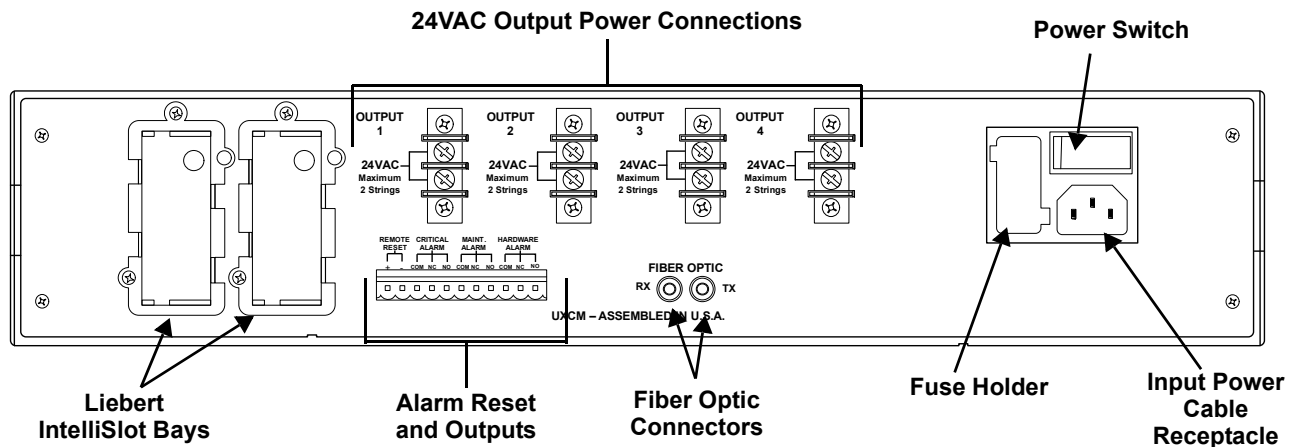 24VAC Output Power Connections
Power Switch
OUTPUT
1
OUTPUT
2
OUTPUT
3
OUTPUT
4
24VAC
Maximum
2 Strings
24VAC
Maximum
2 Strings
24VAC
Maximum
2 Strings
24VAC
Maximum
2 Strings
REMOTE
RESET
CRITICAL
ALARM
MAINT.
ALARM
HARDWARE
ALARM
+ - COM NC NO COM NC NO COM NC NO
FIBER OPTIC
RX TX
UXCM – ASSEMBLED IN U.S.A.
Liebert
IntelliSlot Bays
Alarm Reset
and Outputs
Fiber Optic
Connectors
Fuse Holder
Input Power
Cable
Receptacle